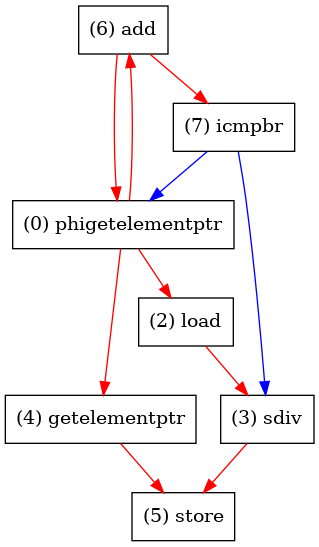 (6) add
(7) icmpbr
(0) phigetelementptr
(2) load
(4) getelementptr
(3) sdiv
(5) store